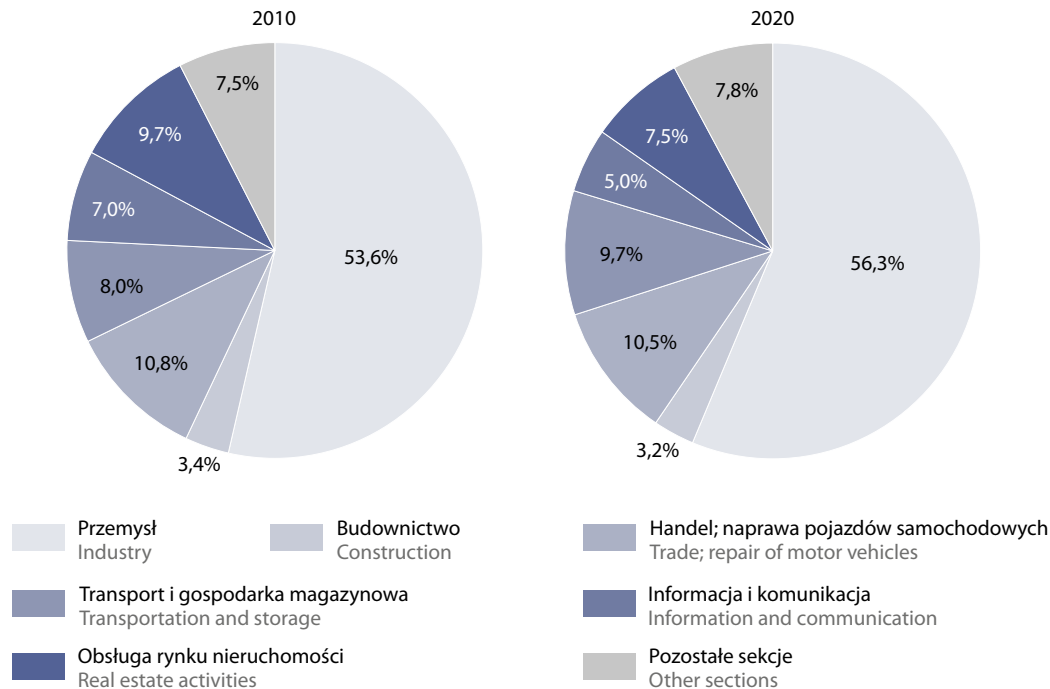 2010
2020
7,5%
9,7%
7,0%
8,0%
10,8%
3,4%
53,6%
7,8%
7,5%
5,0%
9,7%
10,5%
3,2%
56,3%
Przemysł
Industry
Budownictwo
Construction
Handel; naprawa pojazdów samochodowych
Trade; repair of motor vehicles
Transport i gospodarka magazynowa
Transportation and storage
Informacja i komunikacja
Information and communication
Obsługa rynku nieruchomości
Real estate activities
Pozostałe sekcje
Other sections